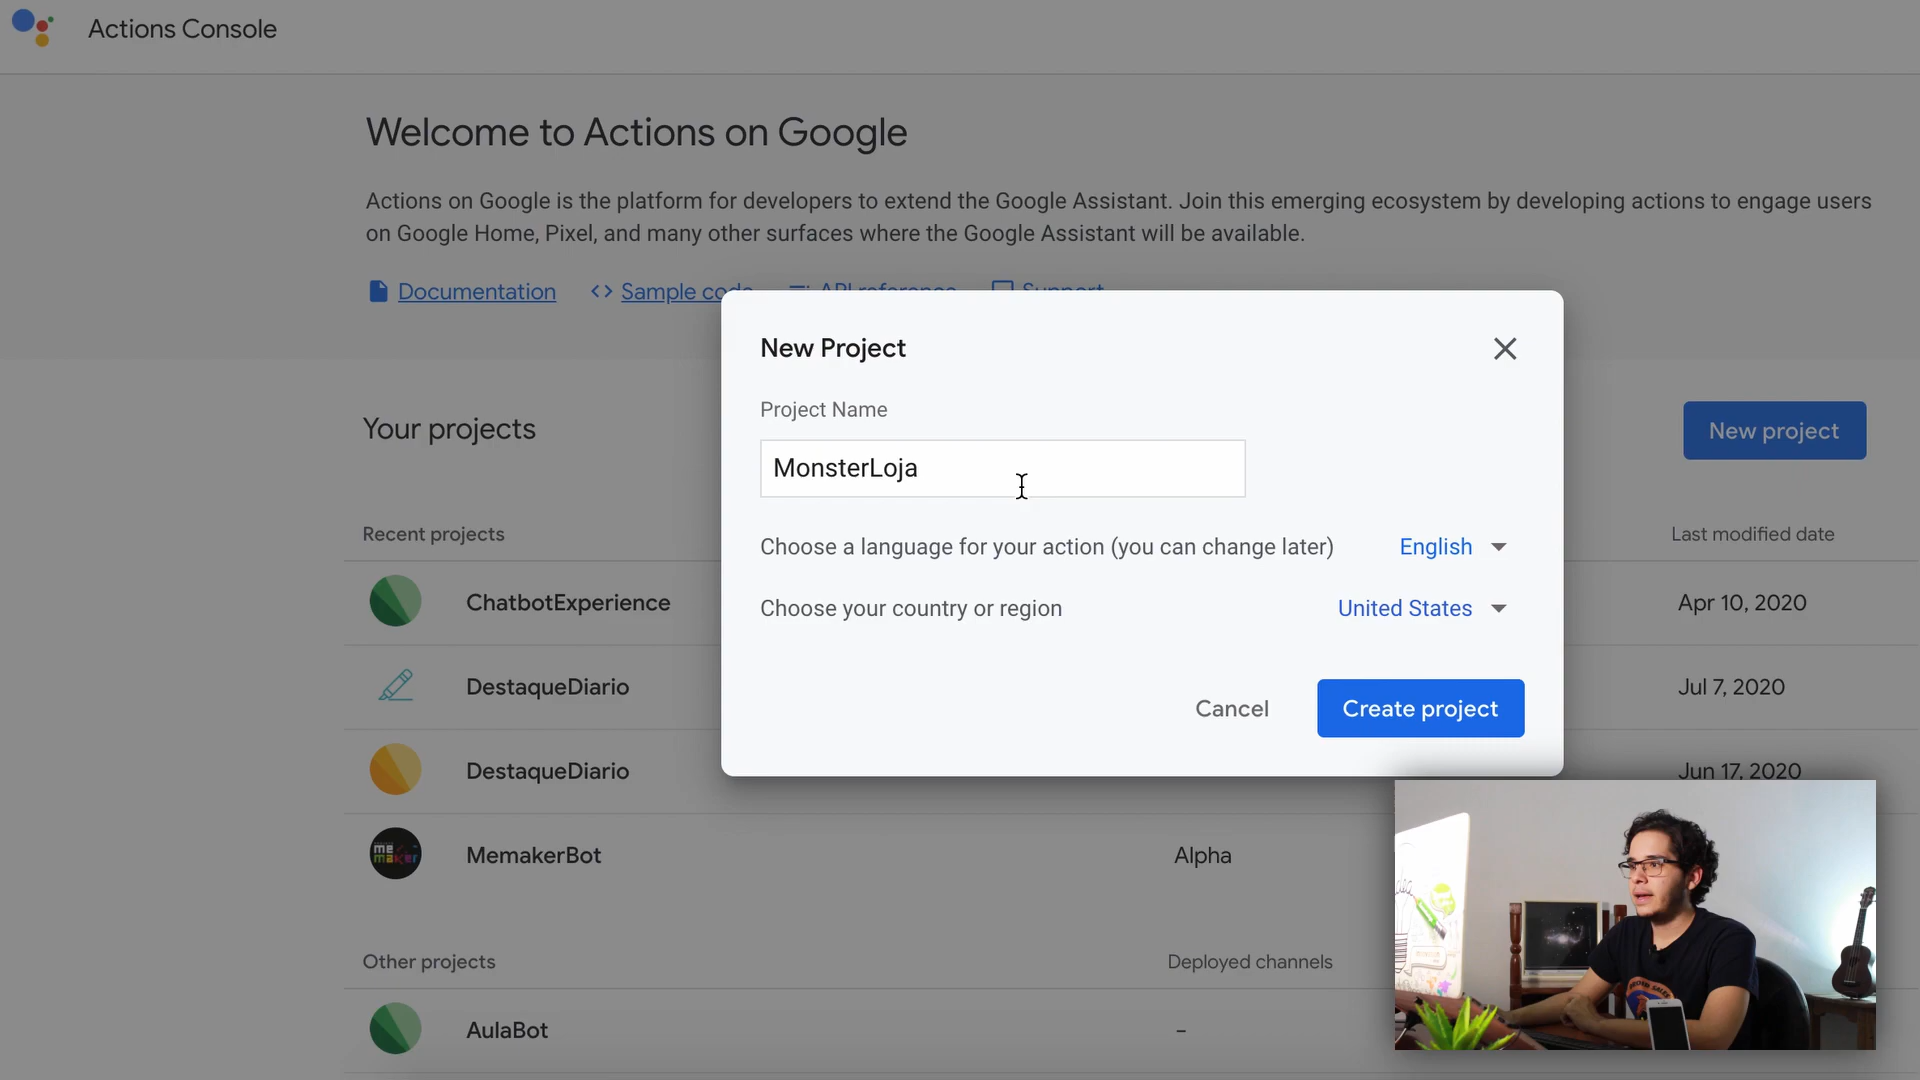 Actions Console
Welcome to Actions on Google
Actions on Google is the platform for developers to extend the Google Assistant. Join this emerging ecosystem by developing actions to engage users
on Google Home, Pixel, and many other surfaces where the Google Assistant will be available.
Documentation
Sample code
API reference
Support
New Project
Project Name
MonsterLoja
Choose a language for your action (you can change later)
English
Choose your country or region
United States
Cancel
Create project
Your projects
New project
Recent projects
Last modified date
ChatbotExperience
Apr 10, 2020
DestaqueDiario
Jul 7, 2020
DestaqueDiario
Jun 17, 2020
me
maker
MemakerBot
Alpha
Other projects
Deployed channels
AulaBot
-